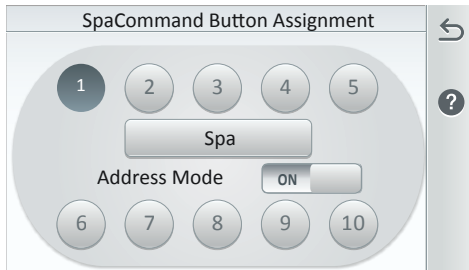 SpaCommand Button Assignment
1 2 3 4 5
?
Spa
Address Mode ON
6 7 8 9 10